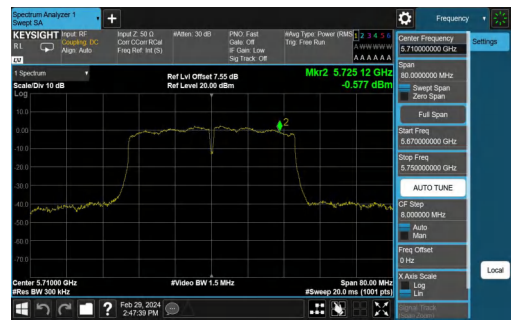 Spectrum Analyzer 1
Swept SA
Frequency
KEYSIGHT
Input: RF
Input Z: 50 Ω
#Atten: 30 dB
PNO: Fast
#Avg Type: Power (RMS
1 2 3 4 5 6
RL
Coupling: DC
Corr CCorr RCal
Gate: Off
Trig: Free Run
Align: Auto
Freq Ref: Int (S)
IF Gain: Low
A W W W W W
Sig Track: Off
A A A A A A
LV
1 Spectrum
Ref Lvl Offset 7.55 dB
Mkr2 5.725 12 GHz
Scale/Div 10 dB
Ref Level 20.00 dBm
-0.577 dBm
Log
10.0
0.00
-10.0
-20.0
-30.0
-40.0
-50.0
-60.0
-70.0
2
Center 5.71000 GHz
#Video BW 1.5 MHz
Span 80.00 MHz
#Res BW 300 kHz
#Sweep 20.0 ms (1001 pts)
Center Frequency
5.710000000 GHz
Settings
Span
80.0000000 MHz
Swept Span
Zero Span
Full Span
Start Freq
5.670000000 GHz
Stop Freq
5.750000000 GHz
AUTO TUNE
CF Step
8.000000 MHz
Auto
Man
Freq Offset
0 Hz
X Axis Scale
Log
Lin
Local
Signal Track
(Span Zoom)
?
Feb 29, 2024
2:47:39 PM